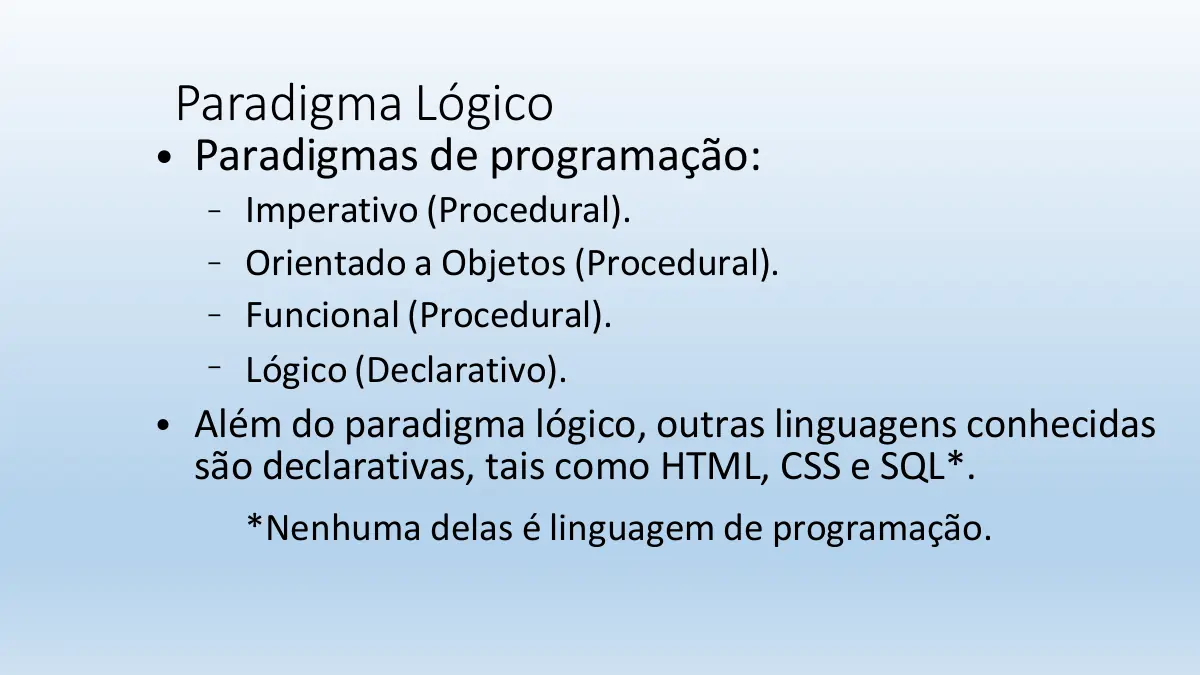 Paradigma Lógico
• Paradigmas de programação:
– Imperativo (Procedural).
– Orientado a Objetos (Procedural).
– Funcional (Procedural).
– Lógico (Declarativo).
• Além do paradigma lógico, outras linguagens conhecidas
são declarativas, tais como HTML, CSS e SQL*.
*Nenhuma delas é linguagem de programação.